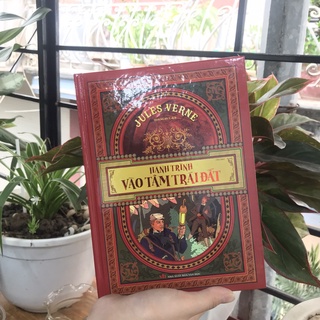 JULES VERNE
HÀNH TRÌNH
VÀO TÂM TRÁI ĐẤT